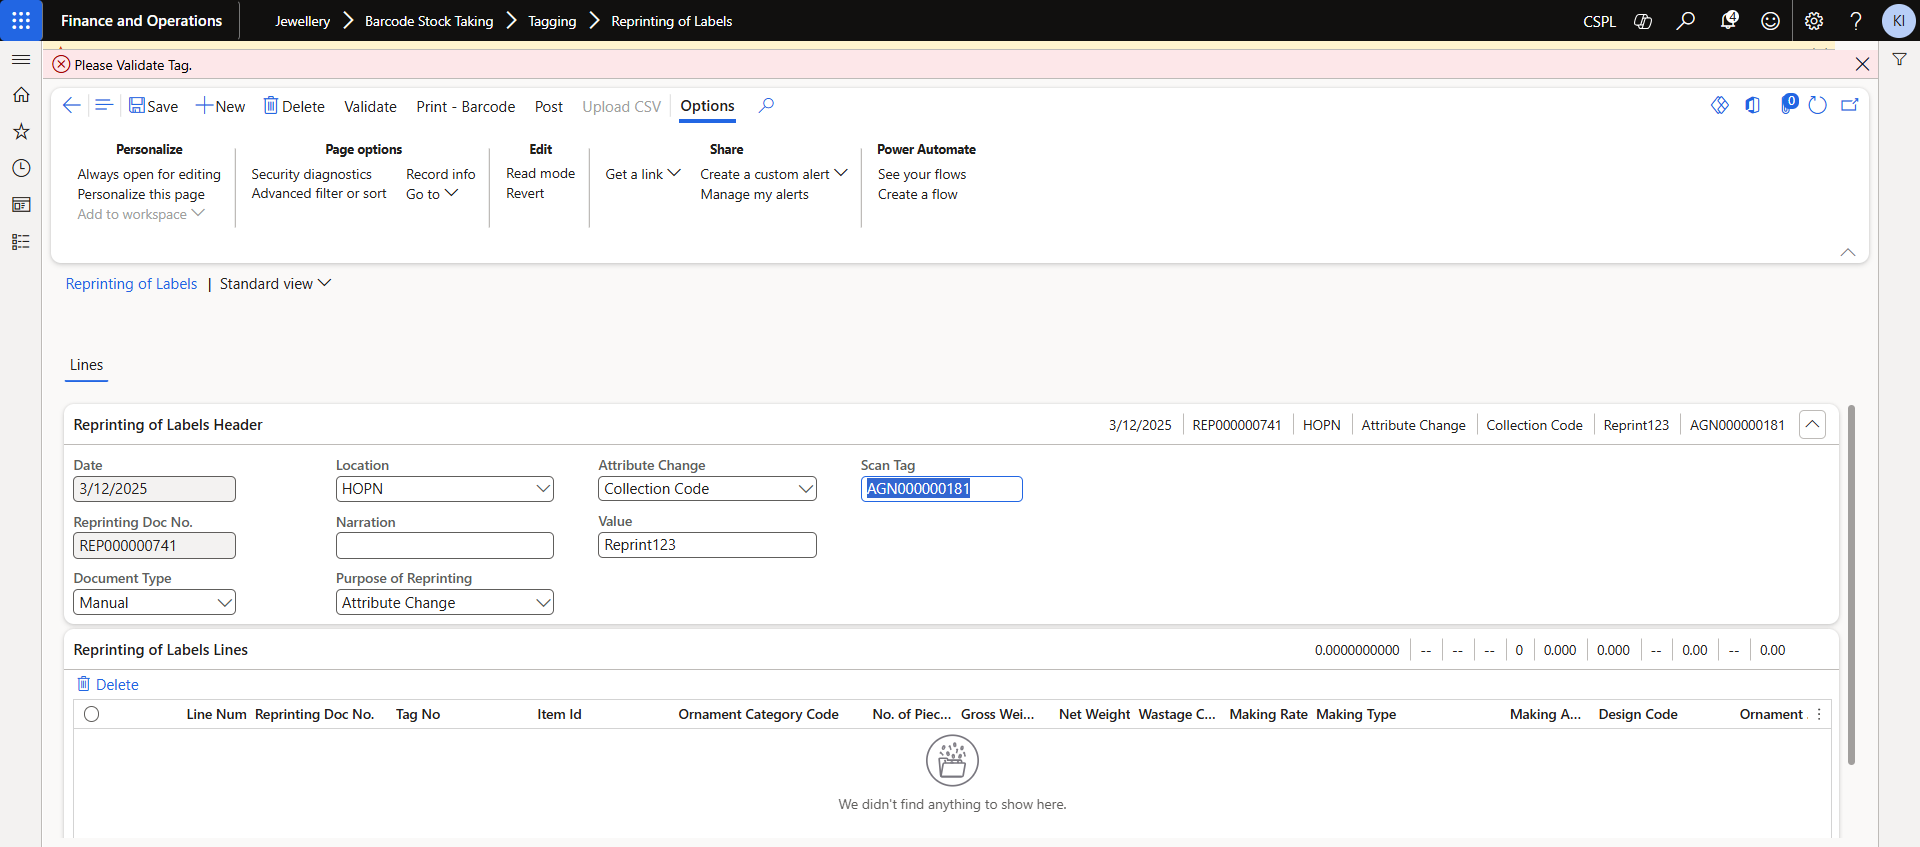 Finance and Operations
Jewellery > Barcode Stock Taking > Tagging > Reprinting of Labels
CSPL
4
KI
Please Validate Tag.
Save
New
Delete
Validate
Print - Barcode
Post
Upload CSV
Options
0
Personalize
Always open for editing
Personalize this page
Add to workspace
Page options
Security diagnostics
Advanced filter or sort
Record info
Go to
Edit
Read mode
Revert
Share
Get a link
Create a custom alert
Manage my alerts
Power Automate
See your flows
Create a flow
Reprinting of Labels | Standard view
Lines
Reprinting of Labels Header
3/12/2025 | REP000000741 | HOPN | Attribute Change | Collection Code | Reprint123 | AGN000000181
Date
3/12/2025
Reprinting Doc No.
REP000000741
Document Type
Manual
Location
HOPN
Narration
Purpose of Reprinting
Attribute Change
Attribute Change
Collection Code
Value
Reprint123
Scan Tag
AGN000000181
Reprinting of Labels Lines
0.0000000000 | -- | -- | -- | 0 | 0.000 | 0.000 | -- | 0.00 | -- | 0.00
Delete
Line Num Reprinting Doc No. Tag No Item Id Ornament Category Code No. of Piec... Gross Wei... Net Weight Wastage C... Making Rate Making Type Making A... Design Code Ornament
We didn't find anything to show here.